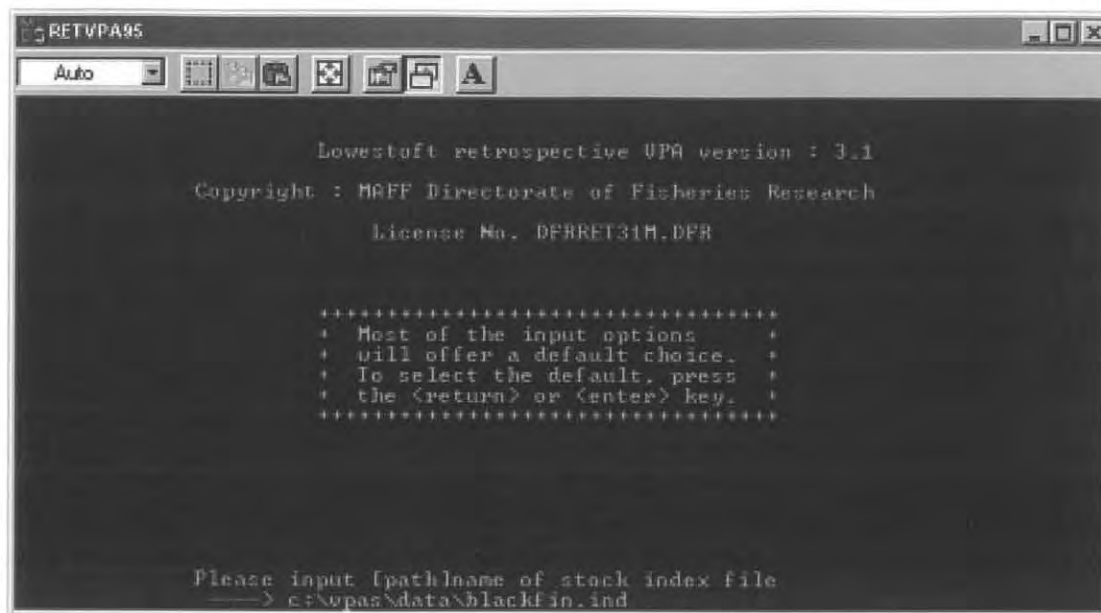 RETVPA95
Auto
A
Lowestoft retrospective VPA version : 3.1
Copyright : MAFF Directorate of Fisheries Research
License No. DFRRET31M.DFR
+++++++++++++++++++++++++++++++++++
+ Most of the input options +
+ will offer a default choice. +
+ To select the default, press +
+ the <return> or <enter> key. +
+++++++++++++++++++++++++++++++++++
Please input [path]name of stock index file
----> c:\vpas\data\blackfin.ind